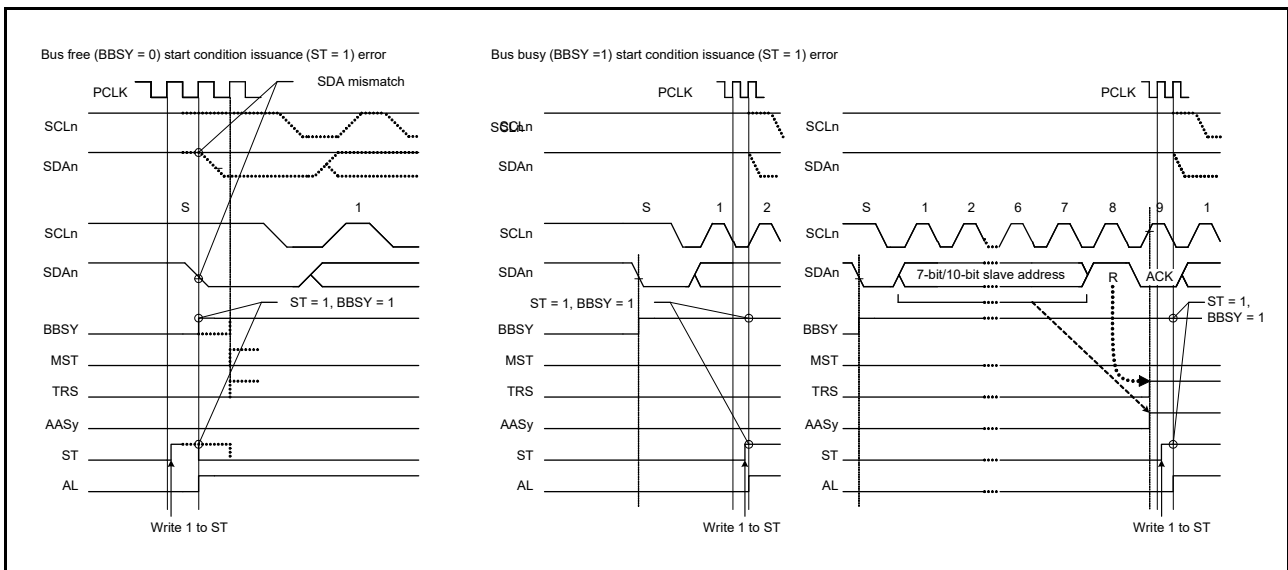 Bus free (BBSY = 0) start condition issuance (ST = 1) error
PCLK
SDA mismatch
SCLn
SDAn
S 1
SCLn
SDAn
ST = 1, BBSY = 1
BBSY
MST
TRS
AASy
ST
AL
Write 1 to ST
Bus busy (BBSY =1) start condition issuance (ST = 1) error
PCLK
SCLn
SCLn
SDAn
S 1 2
SCLn
SDAn
ST = 1, BBSY = 1
BBSY
MST
TRS
AASy
ST
AL
Write 1 to ST
PCLK
SCLn
SDAn
S 1 2 6 7 8 9 1
SCLn
SDAn
7-bit/10-bit slave address
R
ACK
ST = 1,
BBSY = 1
BBSY
MST
TRS
AASy
ST
AL
Write 1 to ST